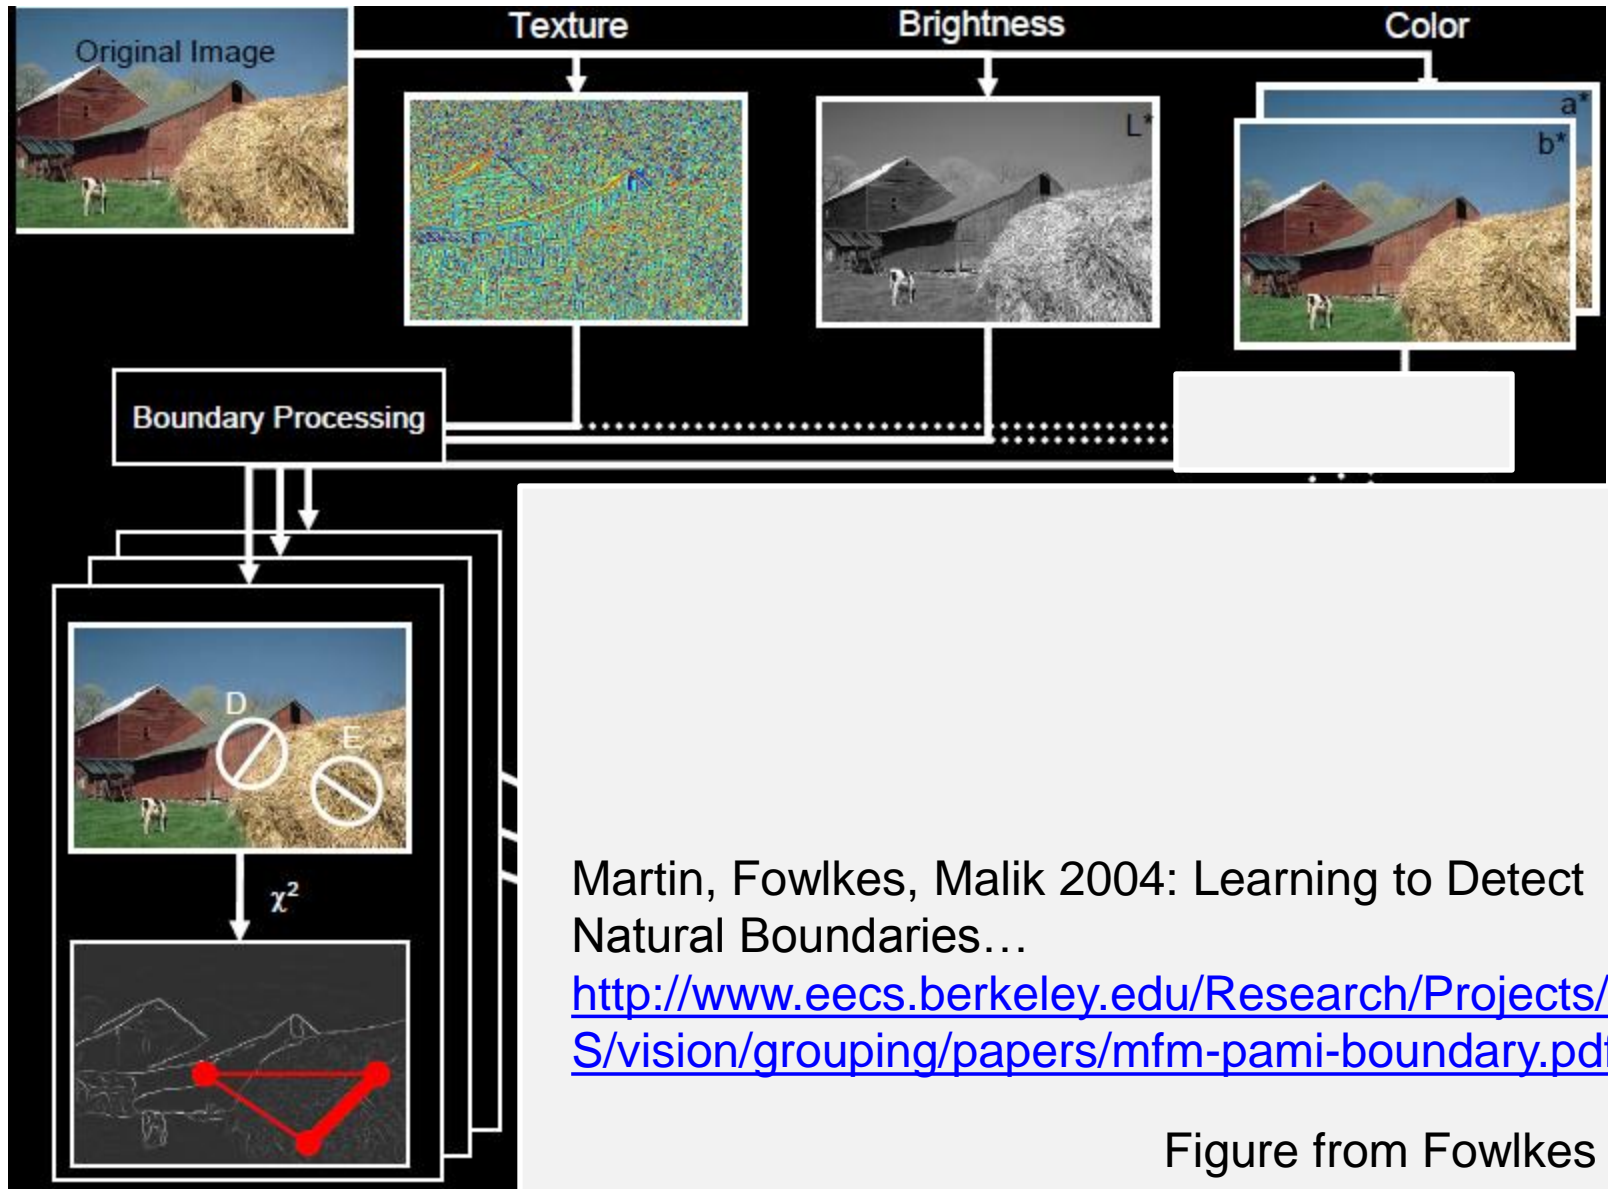 Original Image
Texture
Brightness
Color
L*
a*
b*
Boundary Processing
D
E
χ²
Martin, Fowlkes, Malik 2004: Learning to Detect
Natural Boundaries…
http://www.eecs.berkeley.edu/Research/Projects/
S/vision/grouping/papers/mfm-pami-boundary.pdf
Figure from Fowlkes